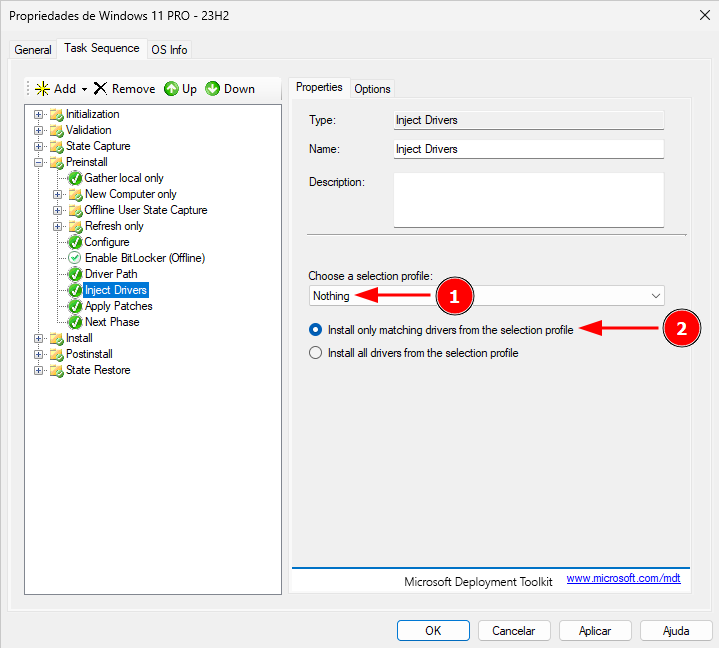 Propriedades de Windows 11 PRO - 23H2
General Task Sequence OS Info
Add Remove Up Down
Initialization
Validation
State Capture
Preinstall
Gather local only
New Computer only
Offline User State Capture
Refresh only
Configure
Enable BitLocker (Offline)
Driver Path
Inject Drivers
Apply Patches
Next Phase
Install
Postinstall
State Restore
Properties Options
Type: Inject Drivers
Name: Inject Drivers
Description:
Choose a selection profile:
Nothing 1
Install only matching drivers from the selection profile 2
Install all drivers from the selection profile
Microsoft Deployment Toolkit www.microsoft.com/mdt
OK Cancelar Aplicar Ajuda